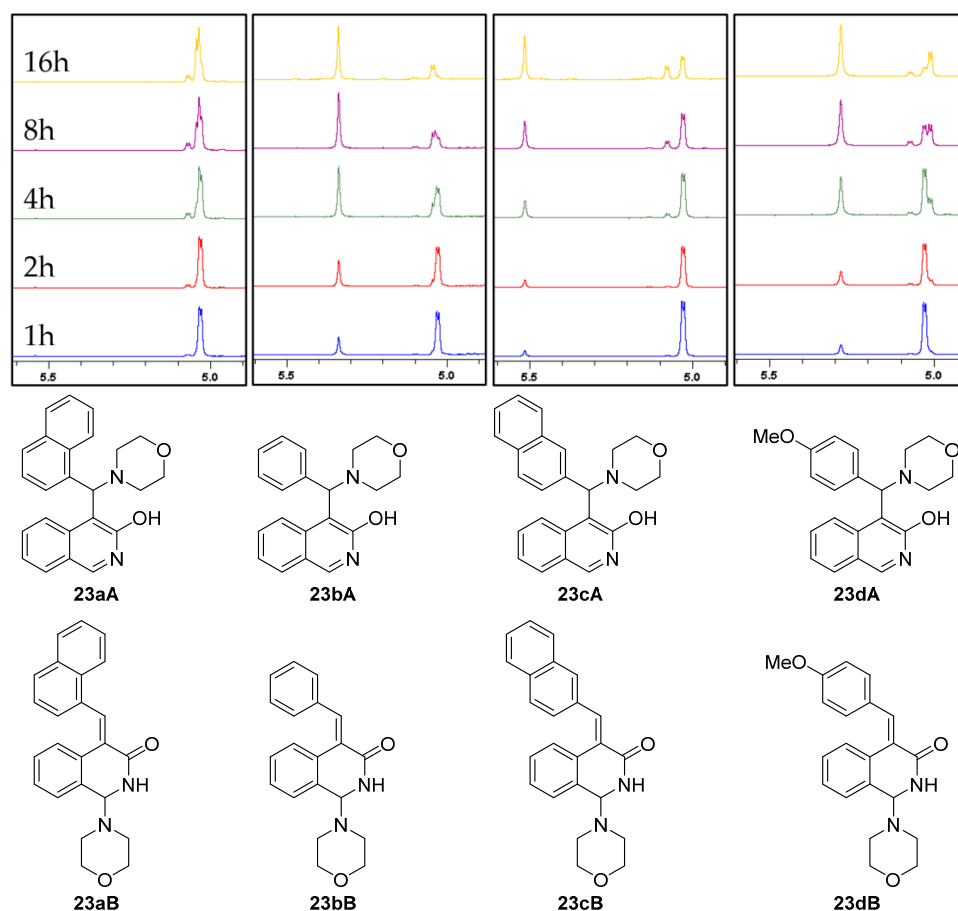 16h
8h
4h
2h
1h
5.5 5.0
5.5 5.0
5.5 5.0
5.5 5.0
N O OH N
23aA
N O OH N
23bA
N O OH N
23cA
MeO N O OH N
23dA
O NH N O
23aB
O NH N O
23bB
O NH N O
23cB
MeO O NH N O
23dB